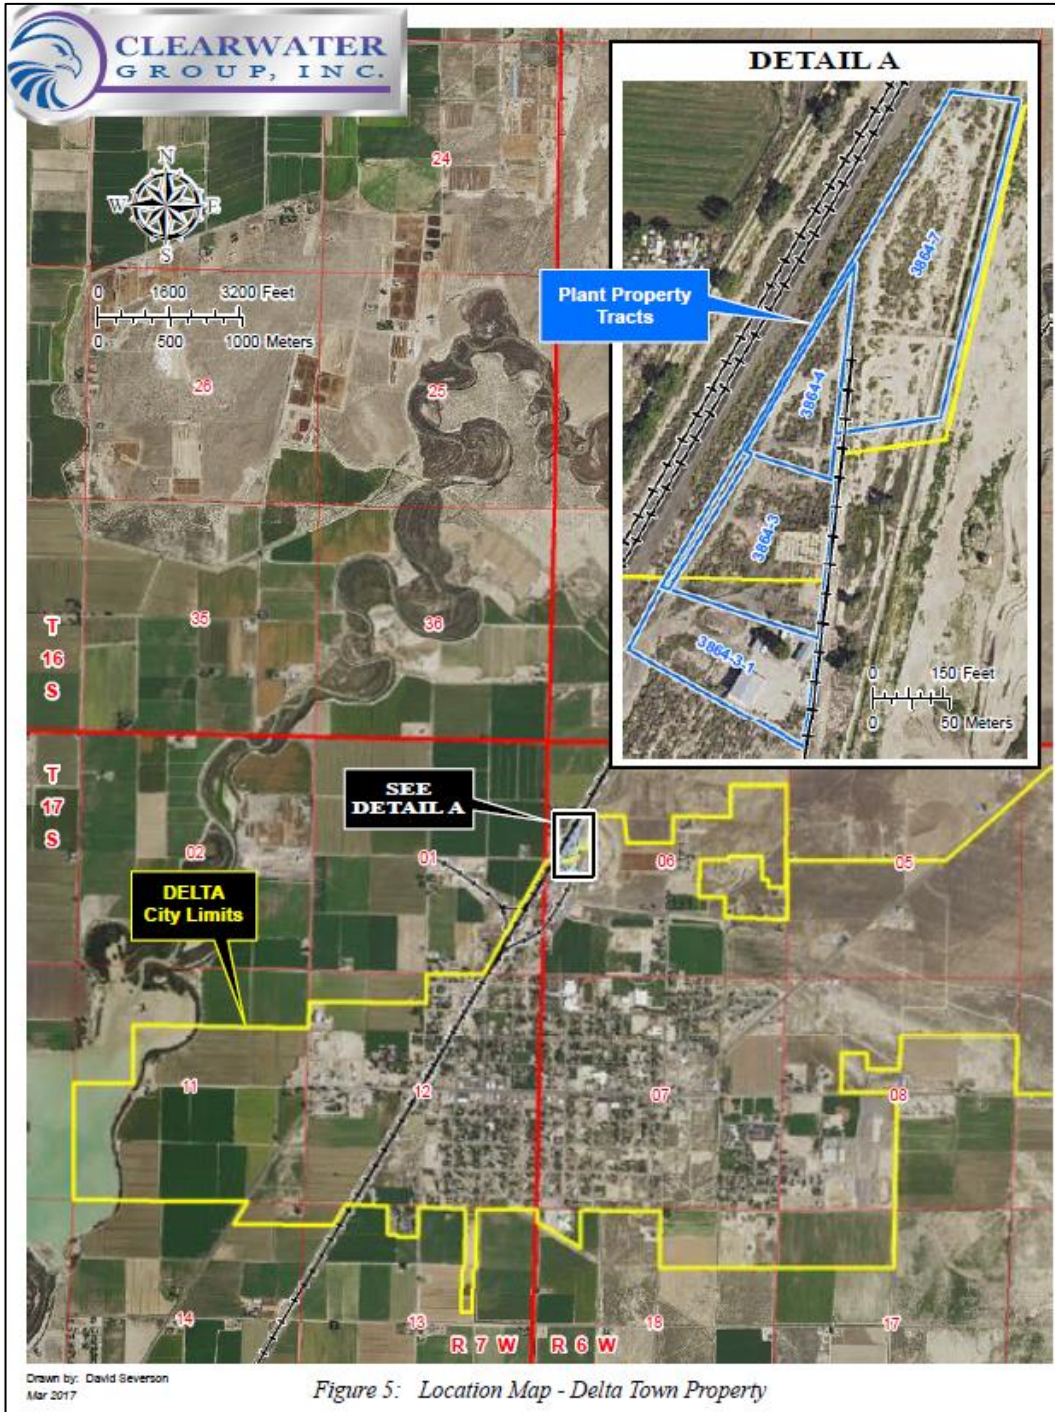 CLEARWATER
GROUP, INC.
DETAIL A
N
W E
S
0 1600 3200 Feet
0 500 1000 Meters
24
26
25
35
36
T
16
S
T
17
S
Plant Property
Tracts
3864-7
3864-4
3864-3
3864-3-1
0 150 Feet
0 50 Meters
SEE
DETAIL A
02
01
06
05
DELTA
City Limits
11
12
07
08
14
13
18
17
R 7 W R 6 W
Drawn by: David Severson
Mar 2017
Figure 5: Location Map - Delta Town Property